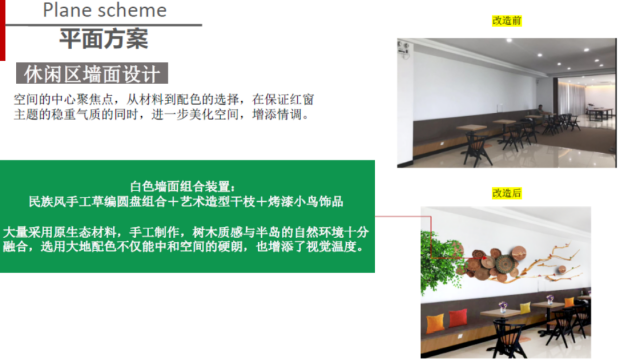 Plane scheme
平面方案
休闲区墙面设计
空间的中心聚焦点，从材料到配色的选择，在保证红窗
主题的稳重气质的同时，进一步美化空间，增添情调。
白色墙面组合装置：
民族风手工草编圆盘组合＋艺术造型干枝＋烤漆小鸟饰品
大量采用原生态材料，手工制作，树木质感与半岛的自然环境十分
融合，选用大地配色不仅能中和空间的硬朗，也增添了视觉温度。
改造前
改造后